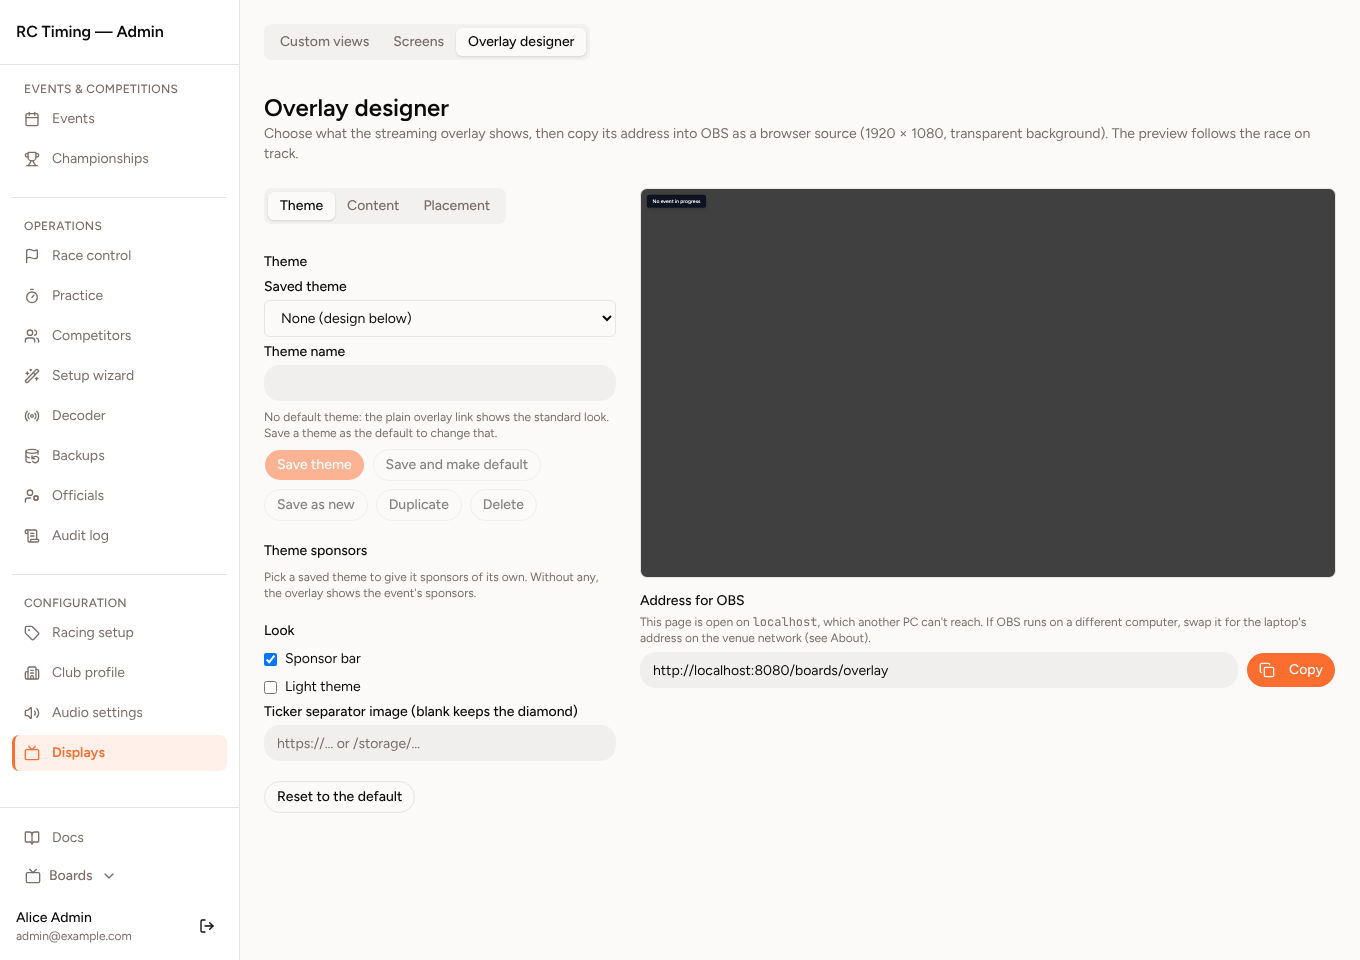 RC Timing — Admin
EVENTS & COMPETITIONS
Events
Championships
OPERATIONS
Race control
Practice
Competitors
Setup wizard
Decoder
Backups
Officials
Audit log
CONFIGURATION
Racing setup
Club profile
Audio settings
Displays
Docs
Boards
Alice Admin
admin@example.com
Custom views
Screens
Overlay designer
Overlay designer
Choose what the streaming overlay shows, then copy its address into OBS as a browser source (1920 × 1080, transparent background). The preview follows the race on
track.
Theme
Content
Placement
Theme
Saved theme
None (design below)
Theme name
No default theme: the plain overlay link shows the standard look.
Save a theme as the default to change that.
Save theme
Save and make default
Save as new
Duplicate
Delete
Theme sponsors
Pick a saved theme to give it sponsors of its own. Without any,
the overlay shows the event's sponsors.
Look
Sponsor bar
Light theme
Ticker separator image (blank keeps the diamond)
https://... or /storage/...
Reset to the default
No event in progress
Address for OBS
This page is open on localhost, which another PC can't reach. If OBS runs on a different computer, swap it for the laptop's
address on the venue network (see About).
http://localhost:8080/boards/overlay
Copy